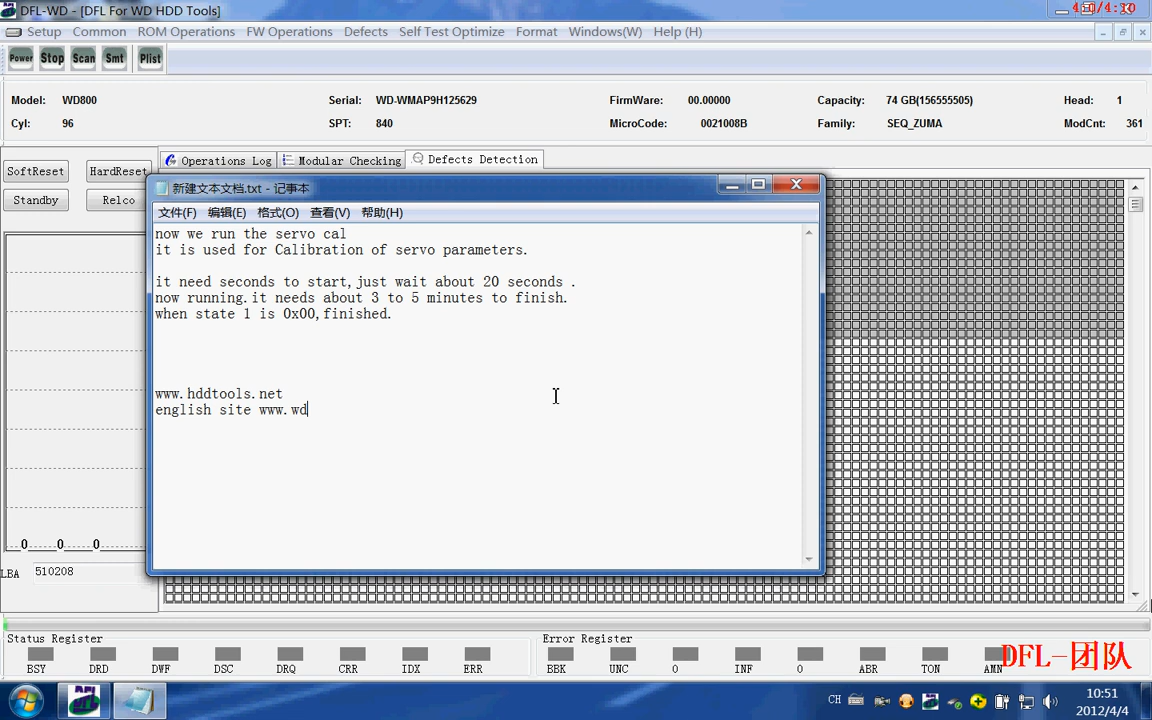 DFL-WD - [DFL For WD HDD Tools]
Setup Common ROM Operations FW Operations Defects Self Test Optimize Format Windows(W) Help (H)
Power Stop Scan Smt Plist
Model: WD800 Serial: WD-WMAP9H125629 FirmWare: 00.00000 Capacity: 74 GB(156555505) Head: 1
Cyl: 96 SPT: 840 MicroCode: 0021008B Family: SEQ_ZUMA ModCnt: 361
Operations Log Modular Checking Defects Detection
SoftReset HardReset
Standby Relco
新建文本文档.txt - 记事本
文件(F) 编辑(E) 格式(O) 查看(V) 帮助(H)
now we run the servo cal
it is used for Calibration of servo parameters.
it need seconds to start,just wait about 20 seconds .
now running.it needs about 3 to 5 minutes to finish.
when state 1 is 0x00,finished.
www.hddtools.net
english site www.wd
0 0 0
LBA 510208
Status Register Error Register
BSY DRD DWF DSC DRQ CRR IDX ERR BBK UNC 0 INF 0 ABR TON AMN
DFL-团队
CH
10:51
2012/4/4